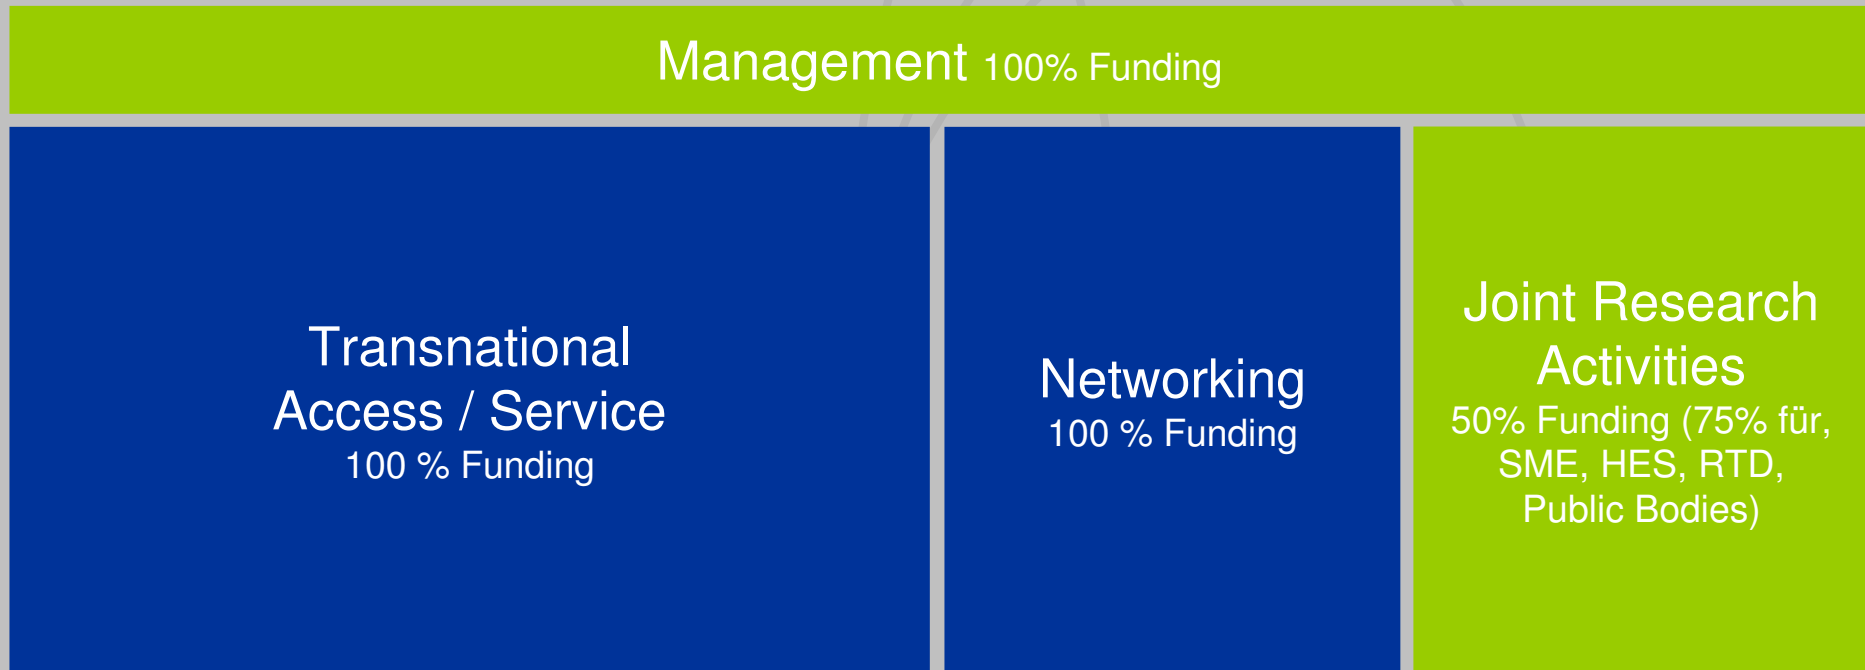 Management 100% Funding
Transnational
Access / Service
100 % Funding
Networking
100 % Funding
Joint Research
Activities
50% Funding (75% für,
SME, HES, RTD,
Public Bodies)